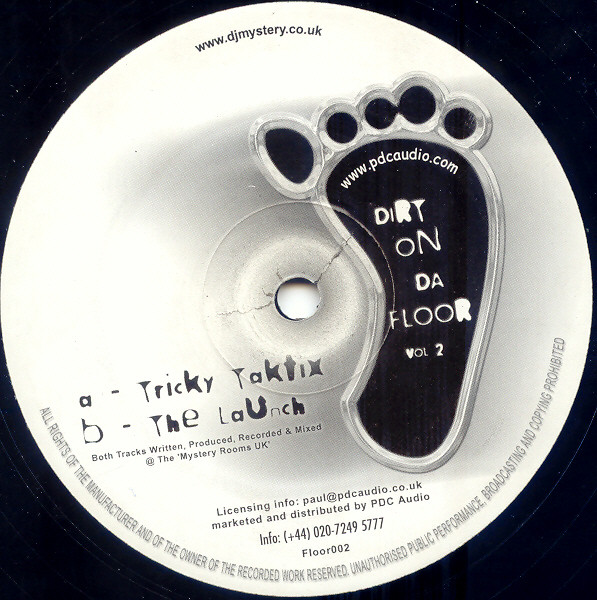 www.djmystery.co.uk
www.pdcaudio.com
DIRT
ON
DA
FLOOR
VOL 2
a - Tricky Taktix
b - The Launch
Both Tracks Written, Produced, Recorded & Mixed
@ The 'Mystery Rooms UK'
Licensing info: paul@pdcaudio.co.uk
marketed and distributed by PDC Audio
Info: (+44) 020-7249 5777
Floor002
ALL RIGHTS OF THE MANUFACTURER AND OF THE OWNER OF THE RECORDED WORK RESERVED. UNAUTHORISED PUBLIC PERFORMANCE, BROADCASTING AND COPYING PROHIBITED